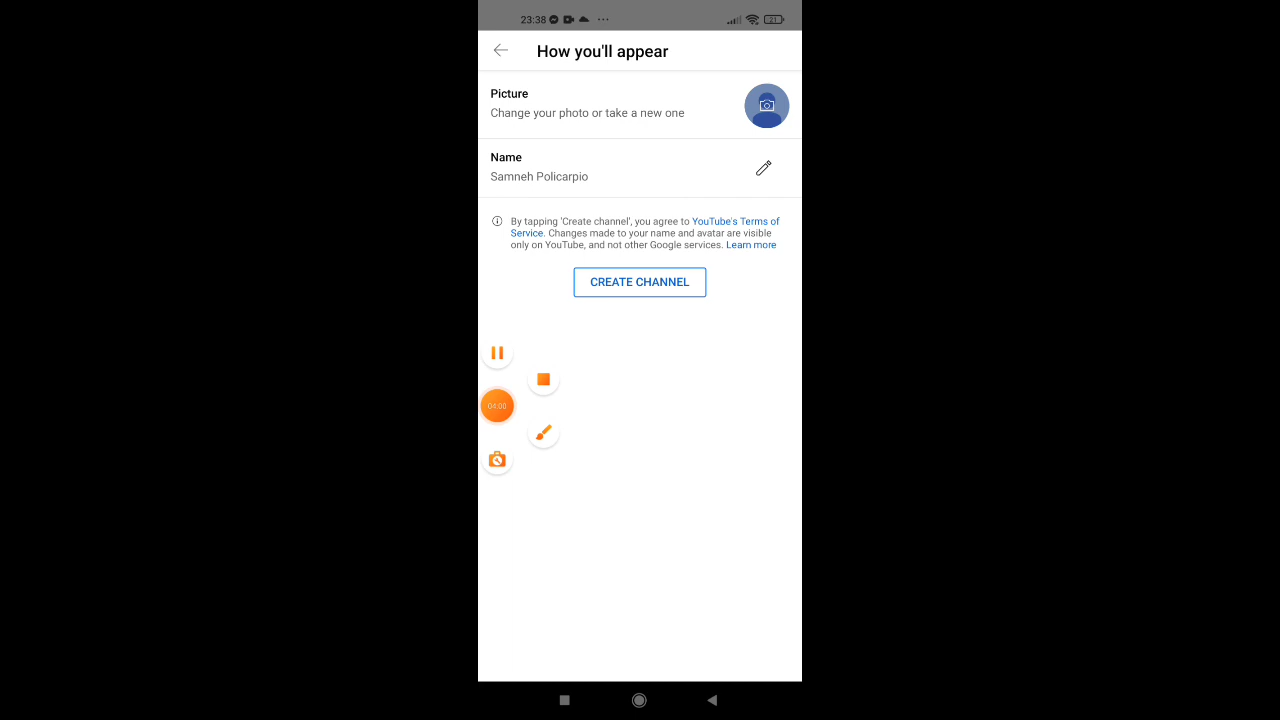 23:38 ... 21
How you'll appear
Picture
Change your photo or take a new one
Name
Samneh Policarpio
By tapping 'Create channel', you agree to YouTube's Terms of
Service. Changes made to your name and avatar are visible
only on YouTube, and not other Google services. Learn more
CREATE CHANNEL
04:00